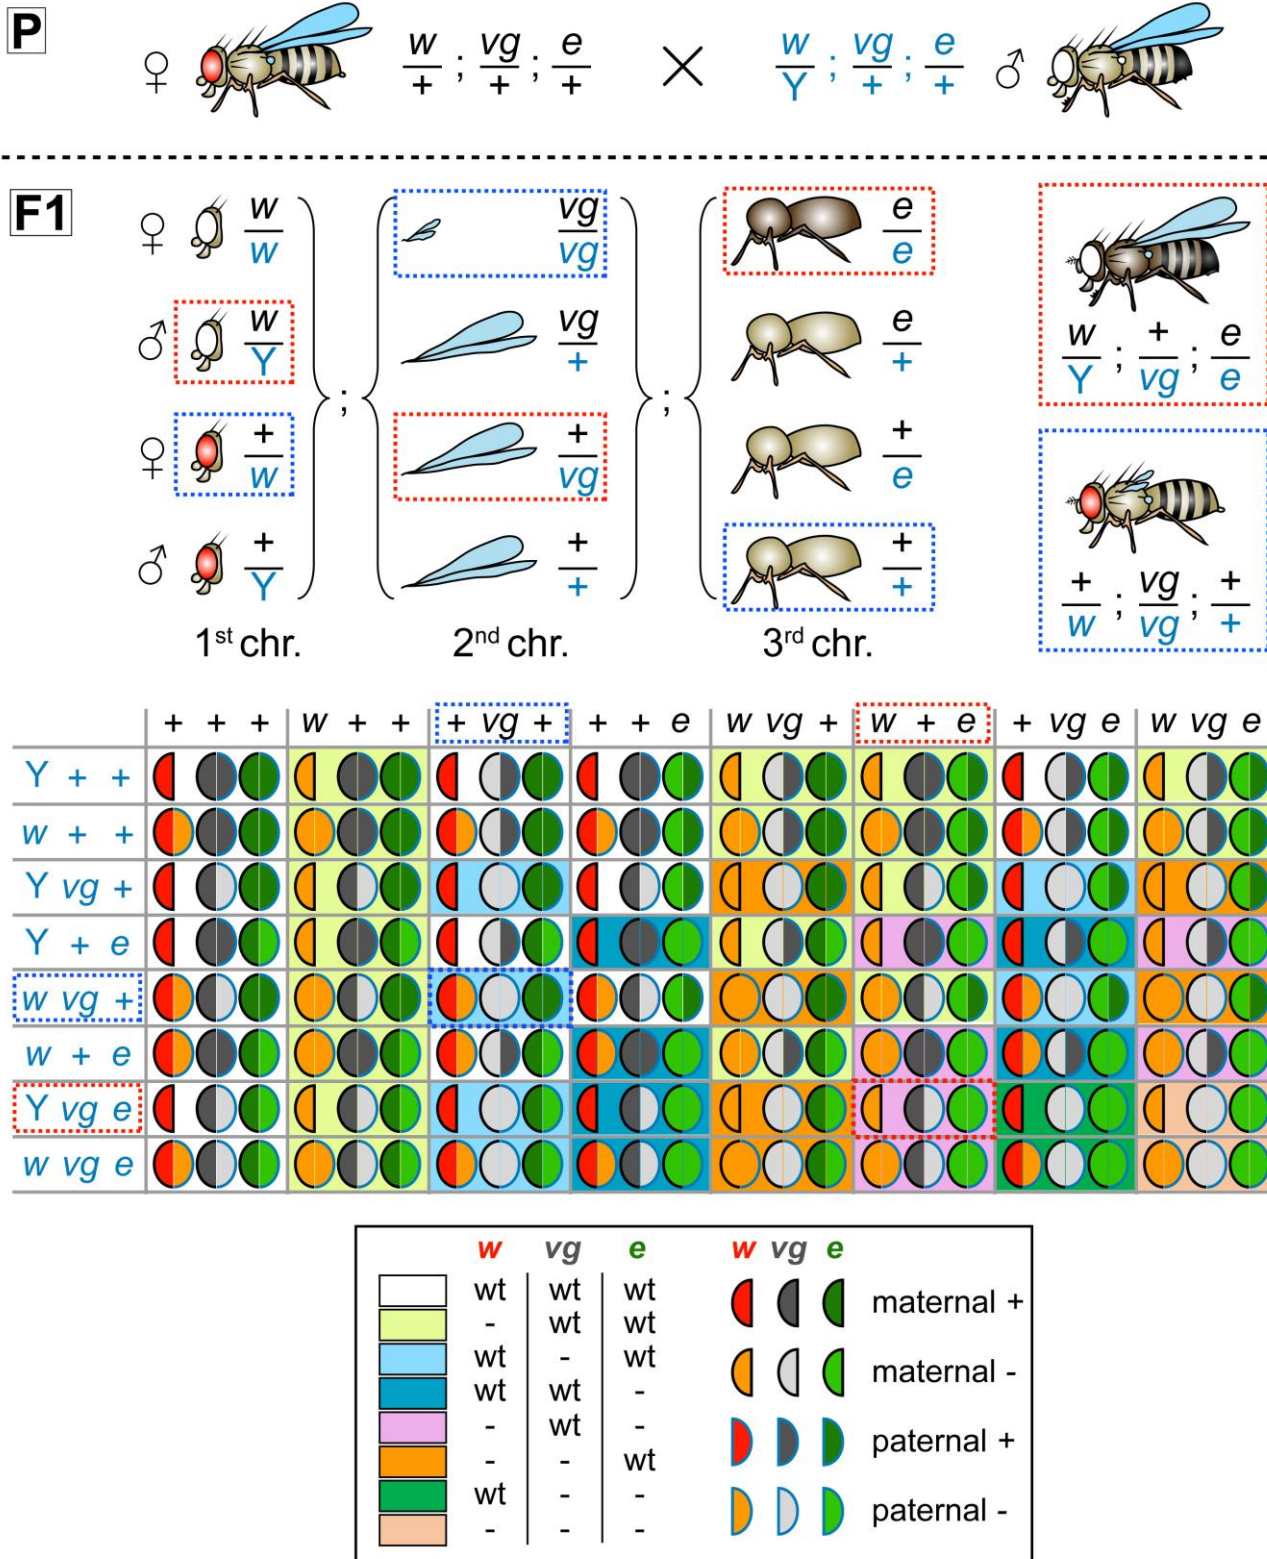 P
♀ w/+ ; vg/+ ; e/+ × w/Y ; vg/+ ; e/+ ♂
F1
♀ w/w vg/vg e/e
♂ w/Y vg/+ e/+
♀ +/w +/vg +/e
♂ +/Y +/+ +/+
; ;
1st chr. 2nd chr. 3rd chr.
w/Y ; +/vg ; e/e
+/w ; vg/vg ; +/+
+ + + w + + + vg + + + e w vg + w + e + vg e w vg e
Y + +
w + +
Y vg +
Y + e
w vg +
w + e
Y vg e
w vg e
w vg e w vg e
wt wt wt maternal +
- wt wt
wt - wt maternal -
wt wt -
- wt - paternal +
- - wt
wt - - paternal -
- - -